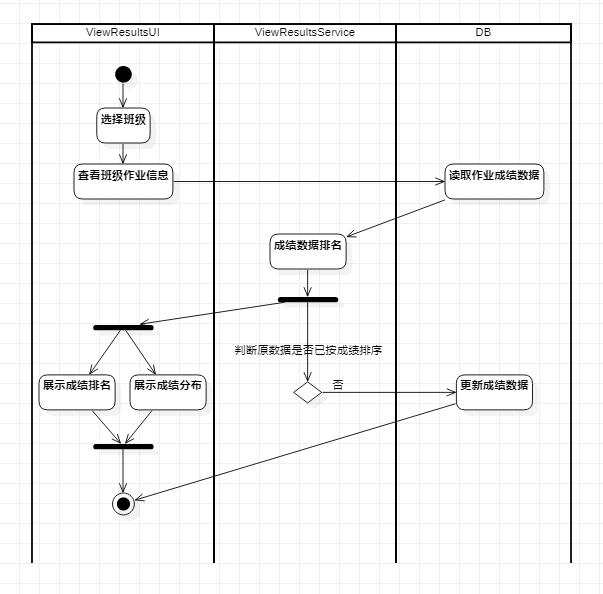 ViewResultsUI
ViewResultsService
DB
选择班级
查看班级作业信息
读取作业成绩数据
成绩数据排名
判断原数据是否已按成绩排序
否
展示成绩排名
展示成绩分布
更新成绩数据